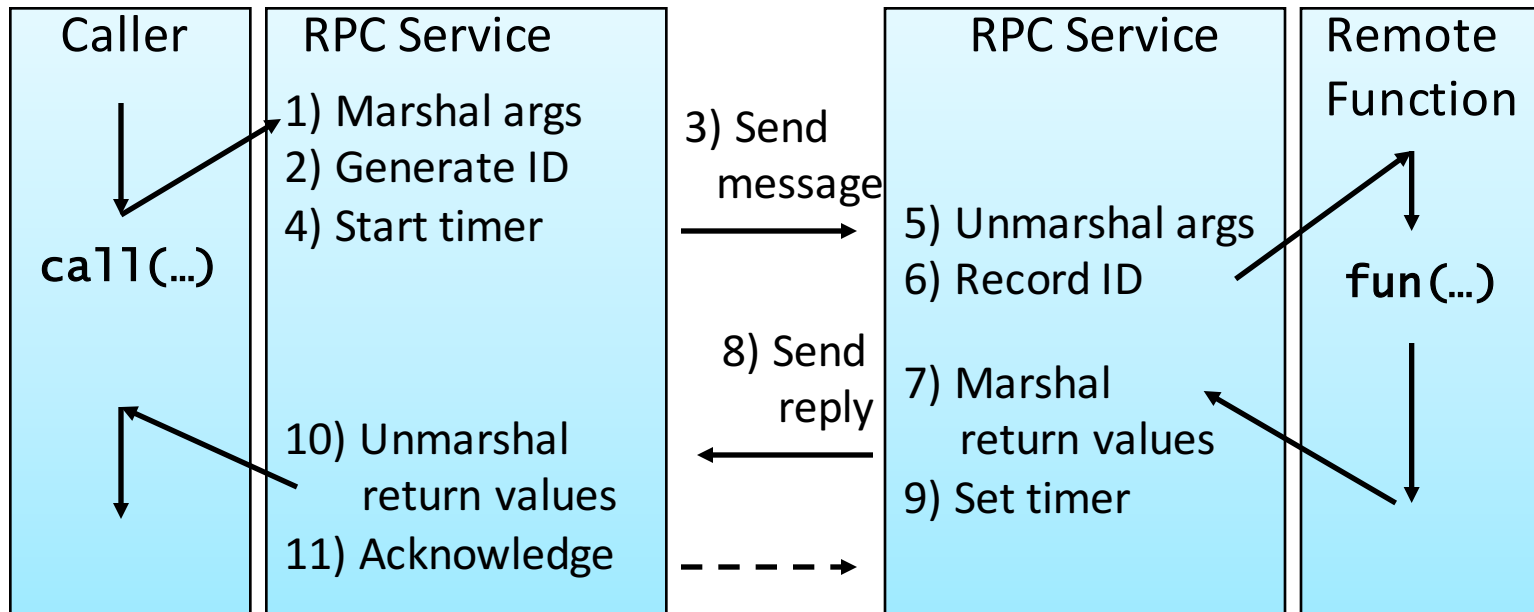 Caller
RPC Service
1) Marshal args
2) Generate ID
4) Start timer
call(…)
10) Unmarshal
return values
11) Acknowledge
3) Send
message
8) Send
reply
RPC Service
5) Unmarshal args
6) Record ID
7) Marshal
return values
9) Set timer
Remote
Function
fun(…)